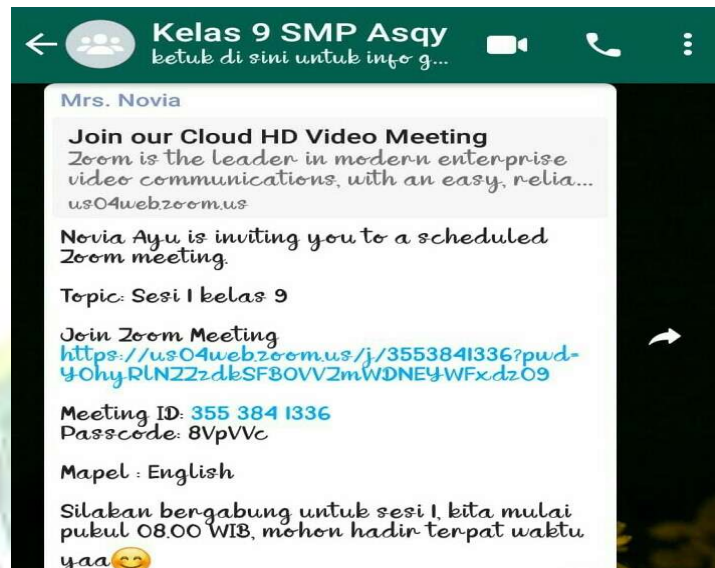 Kelas 9 SMP Asqy
ketuk di sini untuk info g...
Mrs. Novia
Join our Cloud HD Video Meeting
Zoom is the leader in modern enterprise
video communications, with an easy, relia...
us04web.zoom.us
Novia Ayu is inviting you to a scheduled
Zoom meeting.
Topic: Sesi 1 kelas 9
Join Zoom Meeting
https://us04web.zoom.us/j/3553841336?pwd=
YOhyRlNZZzdkSFBOVVZmWDNEYWFxdz09
Meeting ID: 355 384 1336
Passcode: 8VpVVc
Mapel : English
Silakan bergabung untuk sesi 1, kita mulai
pukul 08.00 WIB, mohon hadir terpat waktu
yaa😊